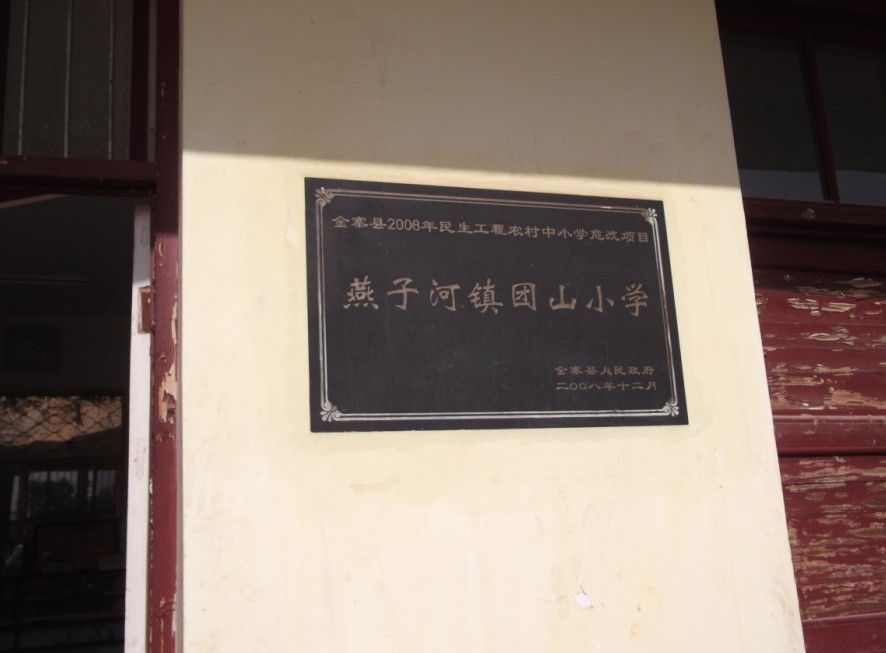 金寨县2008年民生工程农村中小学危改项目
燕子河镇团山小学
金寨县人民政府
二〇〇八年十二月